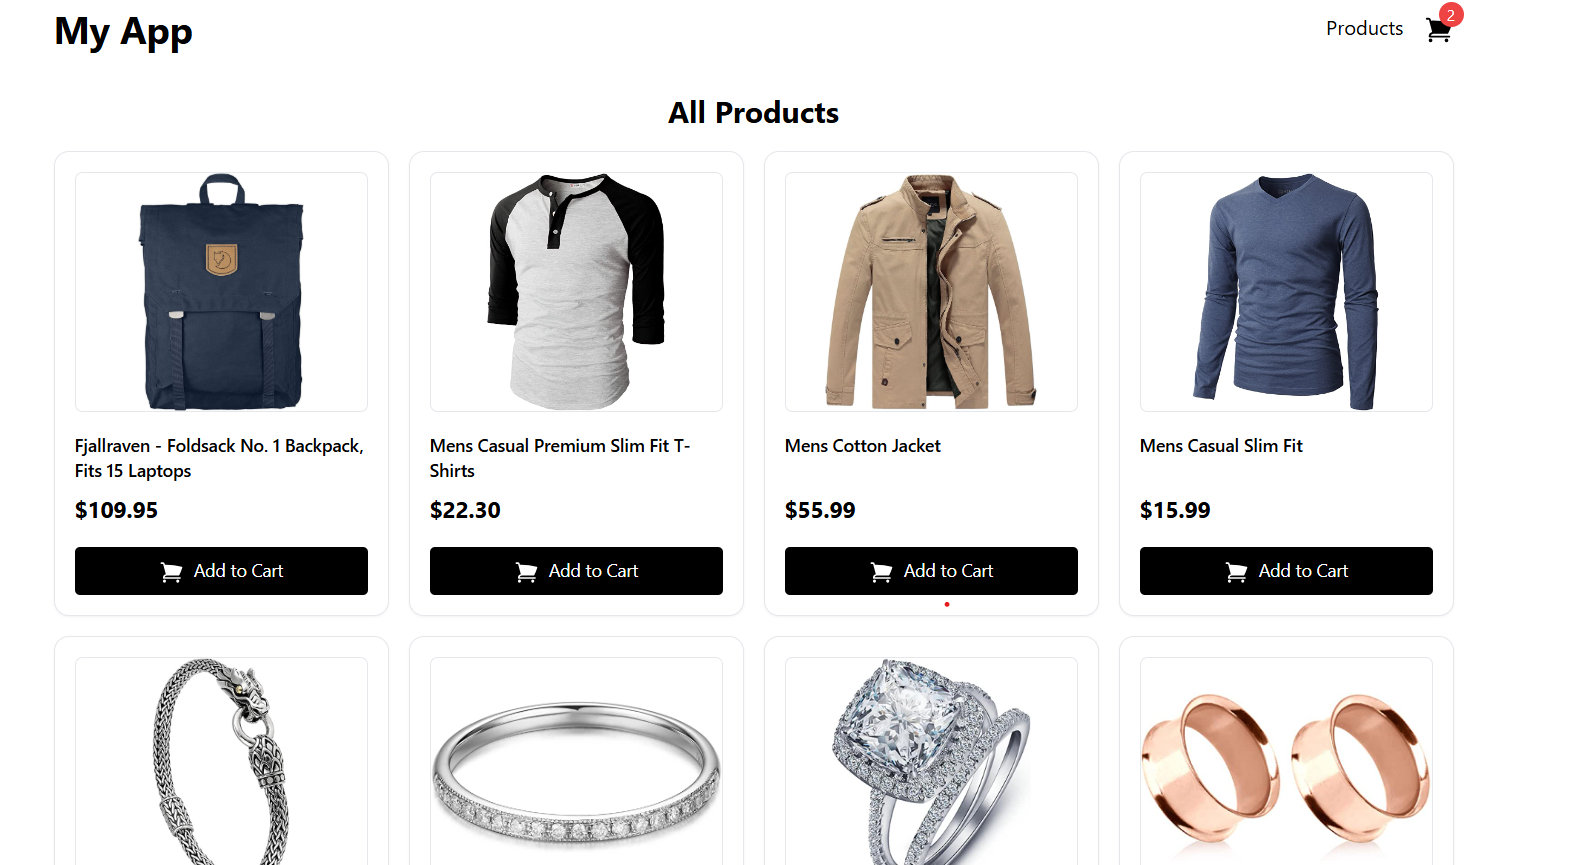 My App
Products
2
All Products
Fjallraven - Foldsack No. 1 Backpack,
Fits 15 Laptops
$109.95
Add to Cart
Mens Casual Premium Slim Fit T-
Shirts
$22.30
Add to Cart
Mens Cotton Jacket
$55.99
Add to Cart
Mens Casual Slim Fit
$15.99
Add to Cart